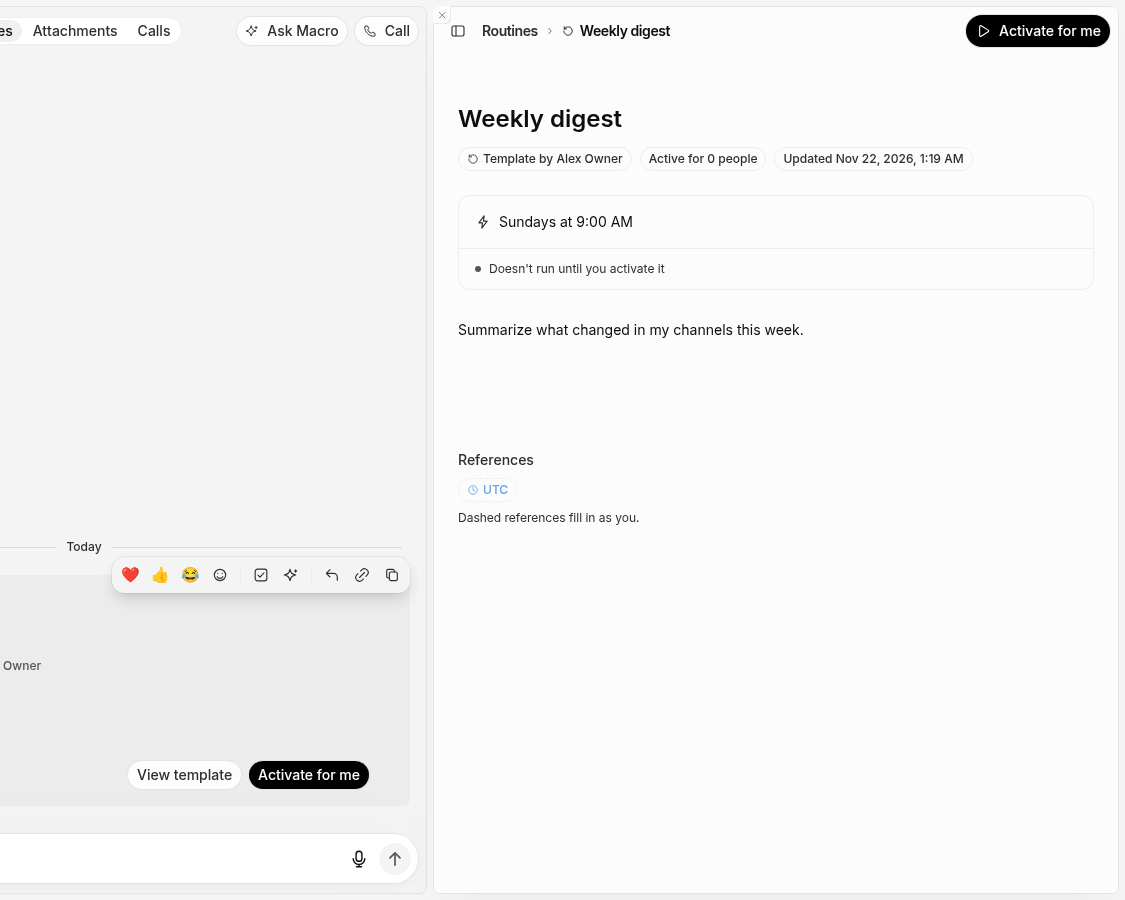 es Attachments Calls Ask Macro Call
Today
Owner
View template Activate for me
Routines › Weekly digest Activate for me
Weekly digest
Template by Alex Owner Active for 0 people Updated Nov 22, 2026, 1:19 AM
Sundays at 9:00 AM
Doesn't run until you activate it
Summarize what changed in my channels this week.
References
UTC
Dashed references fill in as you.